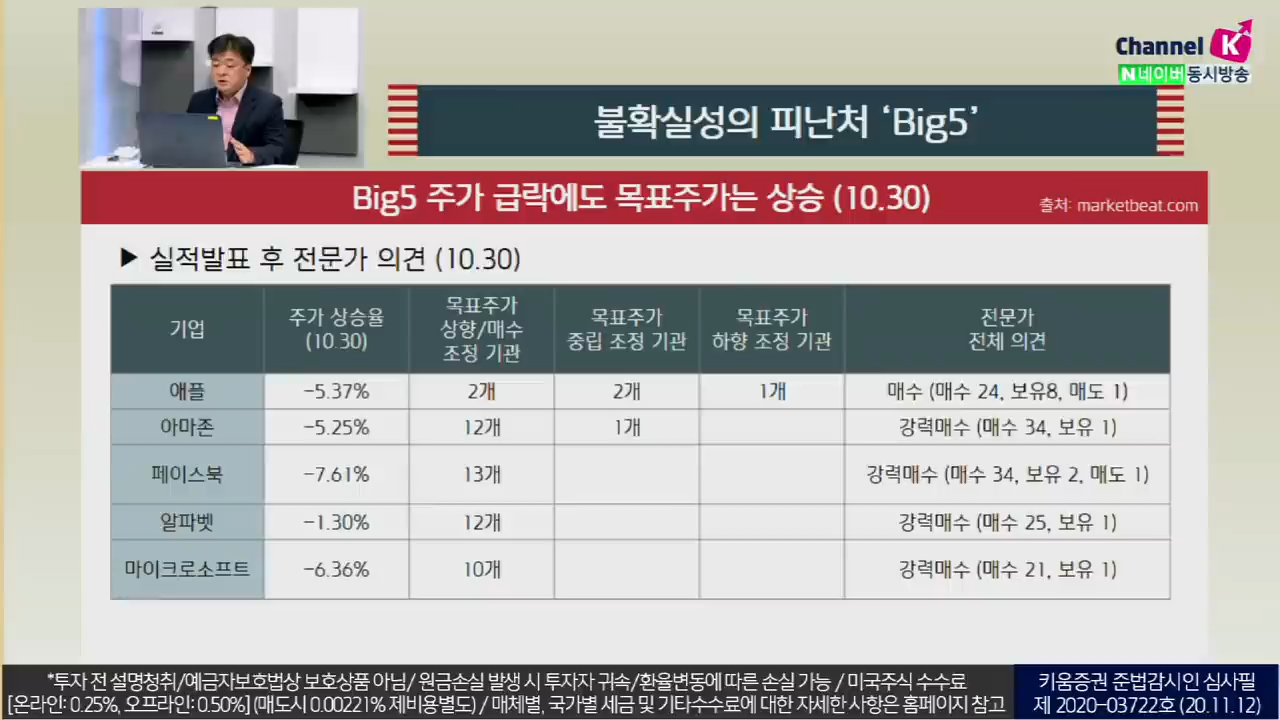 Channel K
N네이버 동시방송
불확실성의 피난처 ‘Big5’
Big5 주가 급락에도 목표주가는 상승 (10.30)
출처: marketbeat.com
▶ 실적발표 후 전문가 의견 (10.30)
기업 주가 상승율 (10.30) 목표주가 상향/매수 조정 기관 목표주가 중립 조정 기관 목표주가 하향 조정 기관 전문가 전체 의견
애플 -5.37% 2개 2개 1개 매수 (매수 24, 보유8, 매도 1)
아마존 -5.25% 12개 1개 강력매수 (매수 34, 보유 1)
페이스북 -7.61% 13개 강력매수 (매수 34, 보유 2, 매도 1)
알파벳 -1.30% 12개 강력매수 (매수 25, 보유 1)
마이크로소프트 -6.36% 10개 강력매수 (매수 21, 보유 1)
*투자 전 설명청취/예금자보호법상 보호상품 아님/ 원금손실 발생 시 투자자 귀속/환율변동에 따른 손실 가능 / 미국주식 수수료
[온라인: 0.25%, 오프라인: 0.50%] (매도시 0.00221% 제비용별도) / 매체별, 국가별 세금 및 기타수수료에 대한 자세한 사항은 홈페이지 참고
키움증권 준법감시인 심사필
제 2020-03722호 (20.11.12)